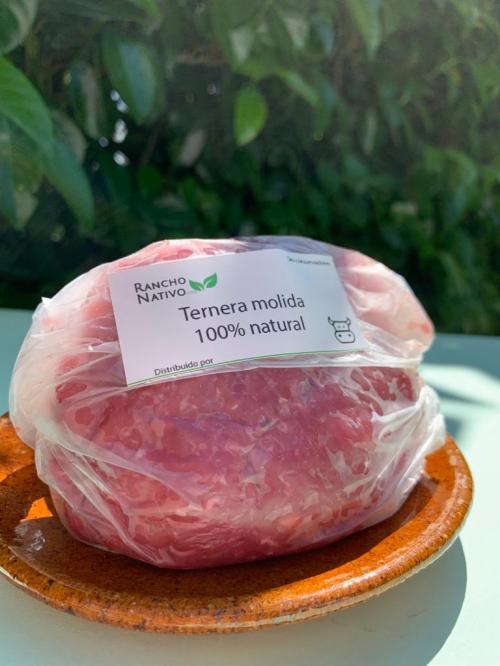 RANCHO
NATIVO
Ternera molida
100% natural
Distribuido por